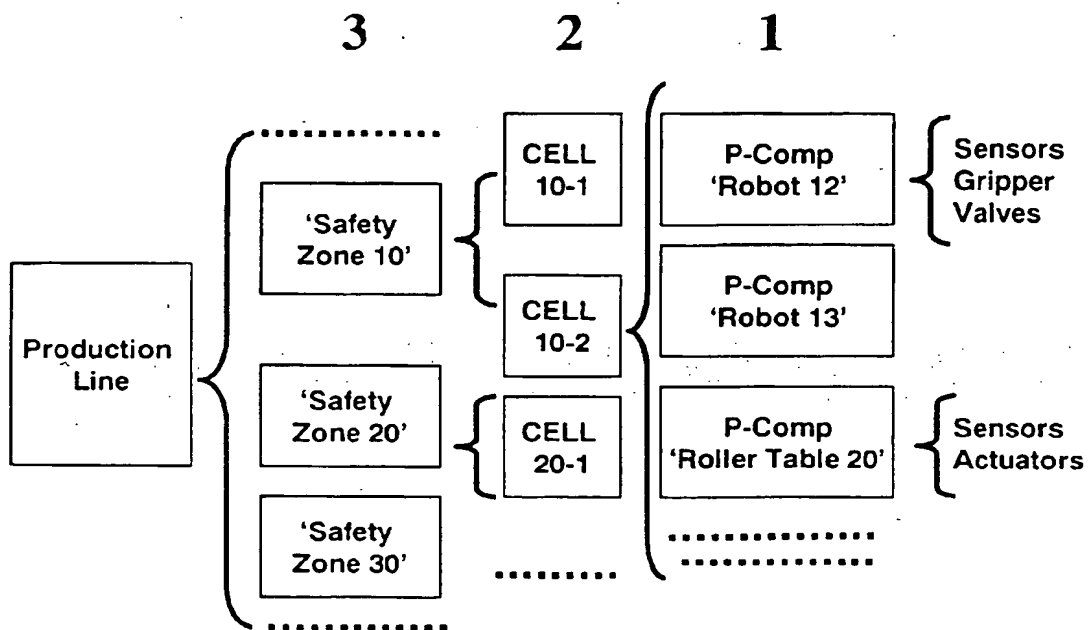 3
2
1
Production
Line
‘Safety
Zone 10’
‘Safety
Zone 20’
‘Safety
Zone 30’
CELL
10-1
CELL
10-2
CELL
20-1
P-Comp
‘Robot 12’
P-Comp
‘Robot 13’
P-Comp
‘Roller Table 20’
Sensors
Gripper
Valves
Sensors
Actuators